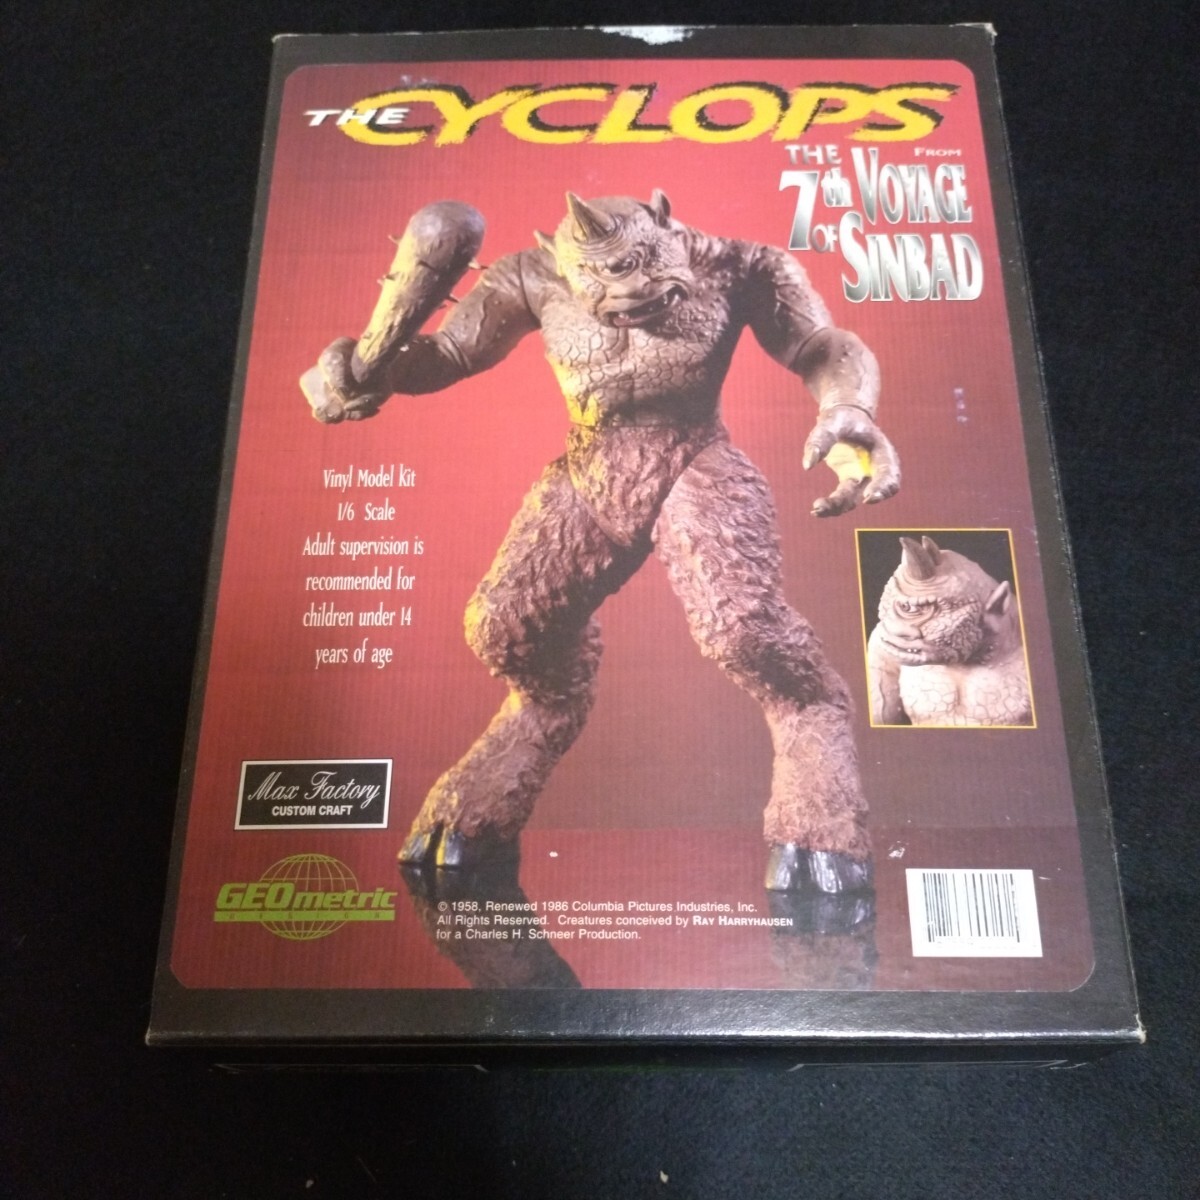 THE CYCLOPS
FROM
THE
7th VOYAGE
OF SINBAD
Vinyl Model Kit
1/6 Scale
Adult supervision is
recommended for
children under 14
years of age
Max Factory
CUSTOM CRAFT
GEOmetric
DESIGN
© 1958, Renewed 1986 Columbia Pictures Industries, Inc.
All Rights Reserved. Creatures conceived by RAY HARRYHAUSEN
for a Charles H. Schneer Production.